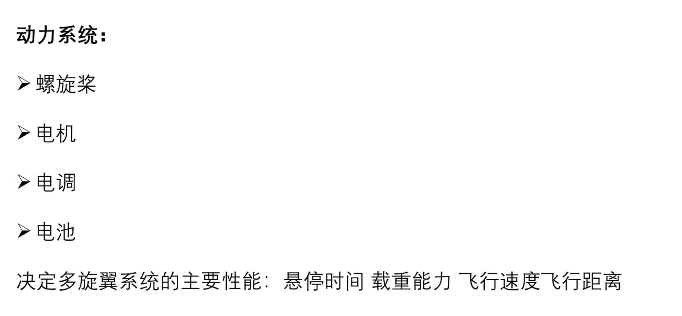 动力系统：
➢ 螺旋桨
➢ 电机
➢ 电调
➢ 电池
决定多旋翼系统的主要性能：悬停时间 载重能力 飞行速度飞行距离